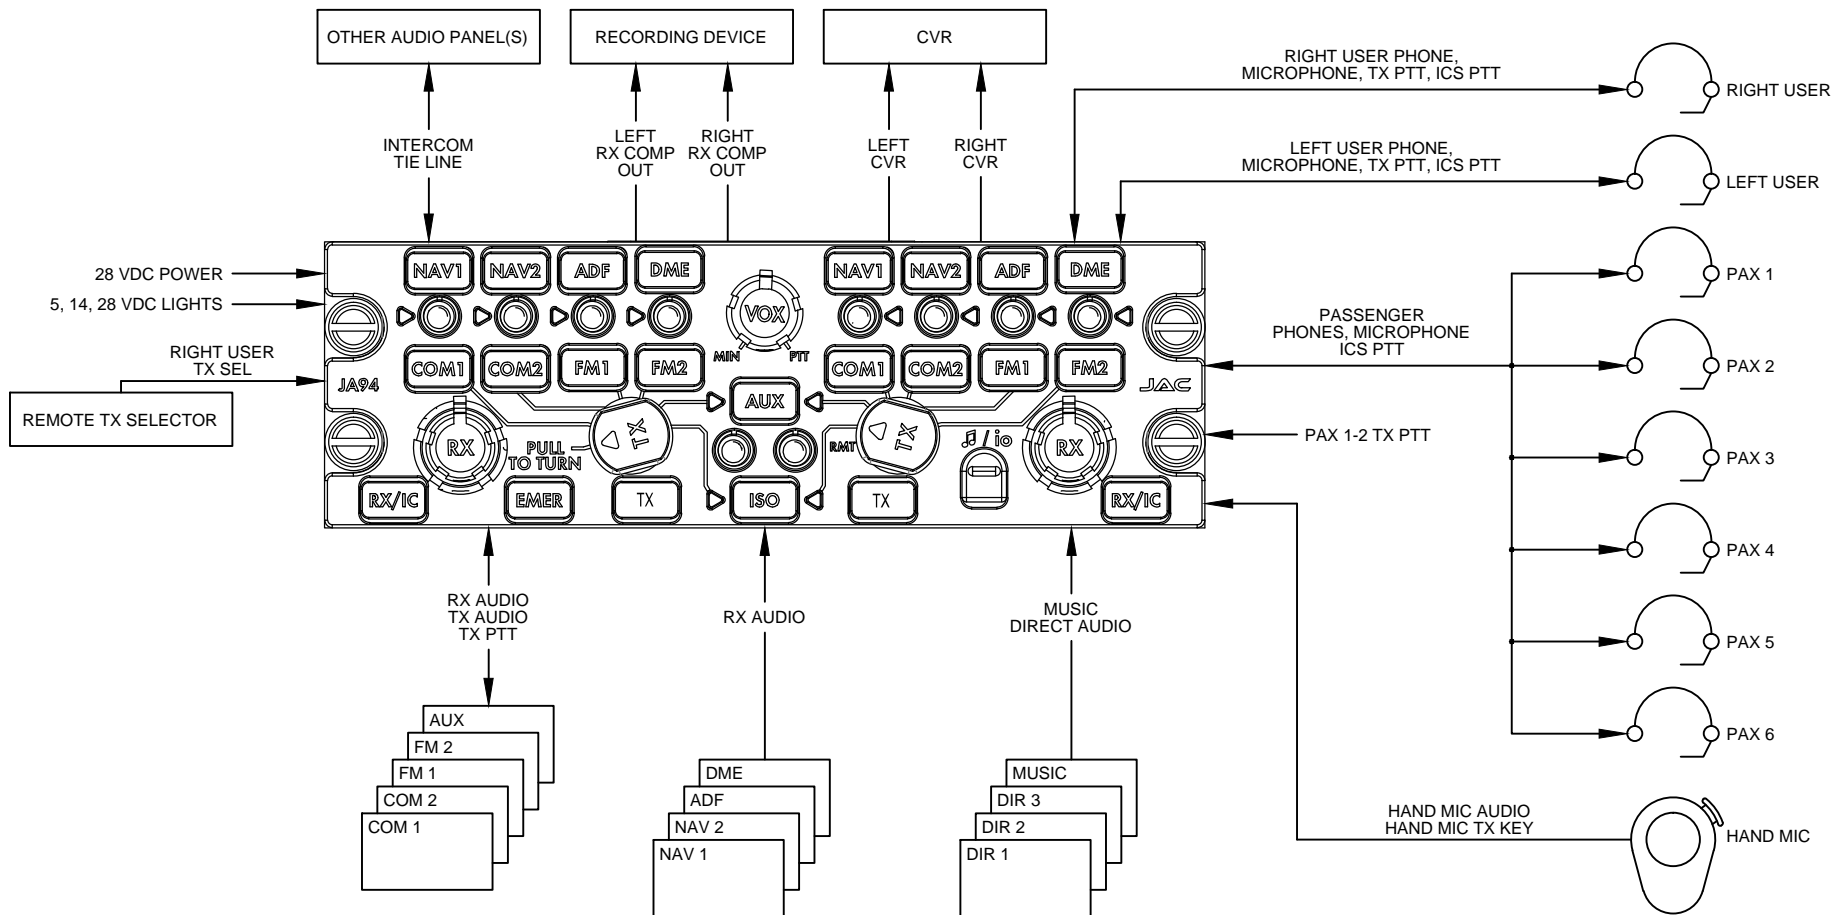 OTHER AUDIO PANEL(S)
RECORDING DEVICE
CVR
RIGHT USER PHONE,
MICROPHONE, TX PTT, ICS PTT
RIGHT USER
INTERCOM
TIE LINE
LEFT
RX COMP
OUT
RIGHT
RX COMP
OUT
LEFT
CVR
RIGHT
CVR
LEFT USER PHONE,
MICROPHONE, TX PTT, ICS PTT
LEFT USER
28 VDC POWER
5, 14, 28 VDC LIGHTS
RIGHT USER
TX SEL
REMOTE TX SELECTOR
NAV1
NAV2
ADF
DME
VOX
MIN
PTT
NAV1
NAV2
ADF
DME
JA94
COM1
COM2
FM1
FM2
AUX
COM1
COM2
FM1
FM2
JAC
RX
PULL
TO TURN
TX
RMT
TX
/ io
RX
RX/IC
EMER
TX
ISO
TX
RX/IC
PASSENGER
PHONES, MICROPHONE
ICS PTT
PAX 1-2 TX PTT
PAX 1
PAX 2
PAX 3
PAX 4
PAX 5
PAX 6
RX AUDIO
TX AUDIO
TX PTT
RX AUDIO
MUSIC
DIRECT AUDIO
AUX
FM 2
FM 1
COM 2
COM 1
DME
ADF
NAV 2
NAV 1
MUSIC
DIR 3
DIR 2
DIR 1
HAND MIC AUDIO
HAND MIC TX KEY
HAND MIC